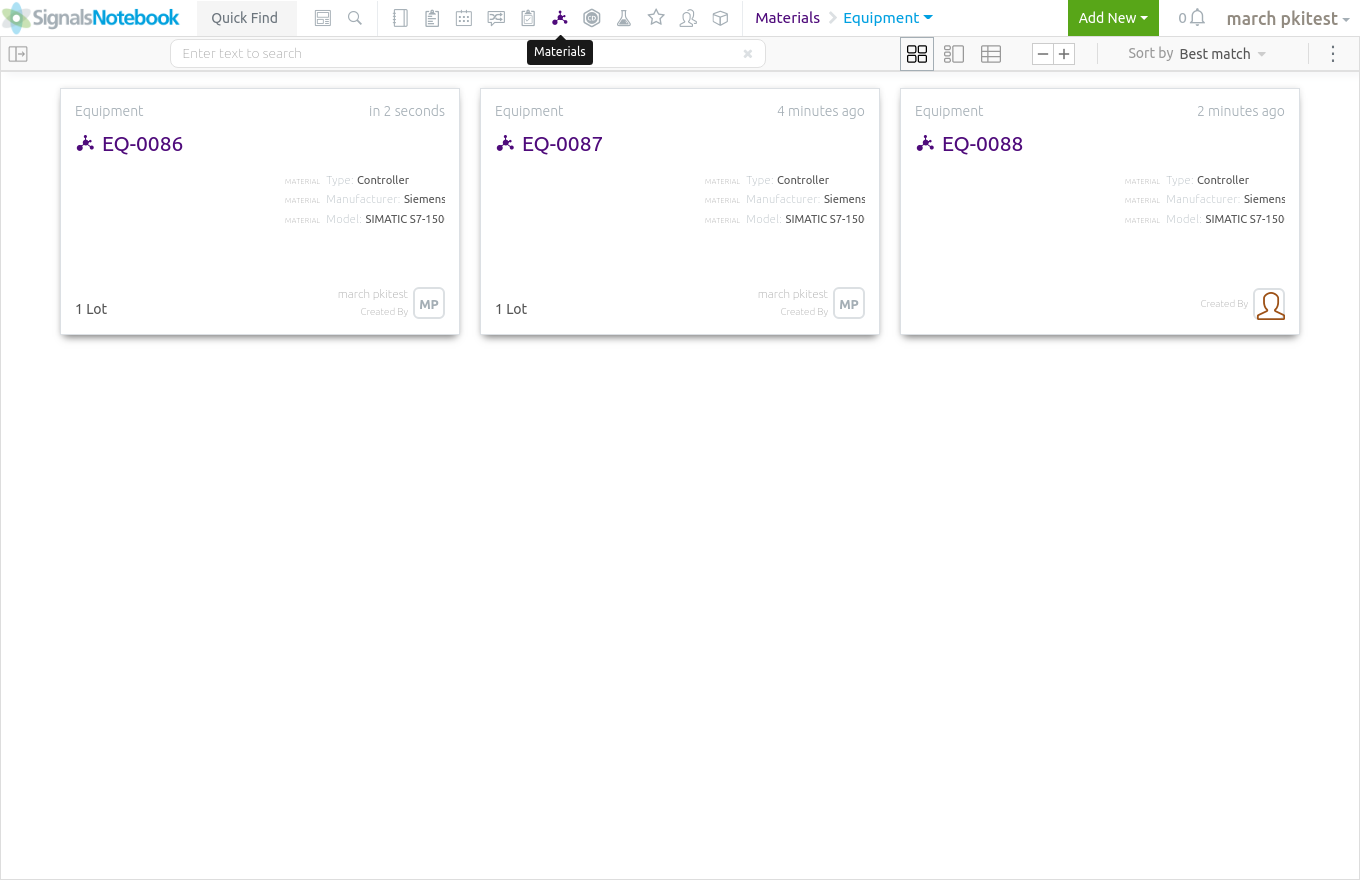 SignalsNotebook Quick Find Materials Equipment Add New 0 march pkitest
Enter text to search Materials Sort by Best match
Equipment in 2 seconds
EQ-0086
MATERIAL Type: Controller
MATERIAL Manufacturer: Siemens
MATERIAL Model: SIMATIC S7-150
march pkitest
Created By
MP
1 Lot
Equipment 4 minutes ago
EQ-0087
MATERIAL Type: Controller
MATERIAL Manufacturer: Siemens
MATERIAL Model: SIMATIC S7-150
march pkitest
Created By
MP
1 Lot
Equipment 2 minutes ago
EQ-0088
MATERIAL Type: Controller
MATERIAL Manufacturer: Siemens
MATERIAL Model: SIMATIC S7-150
Created By